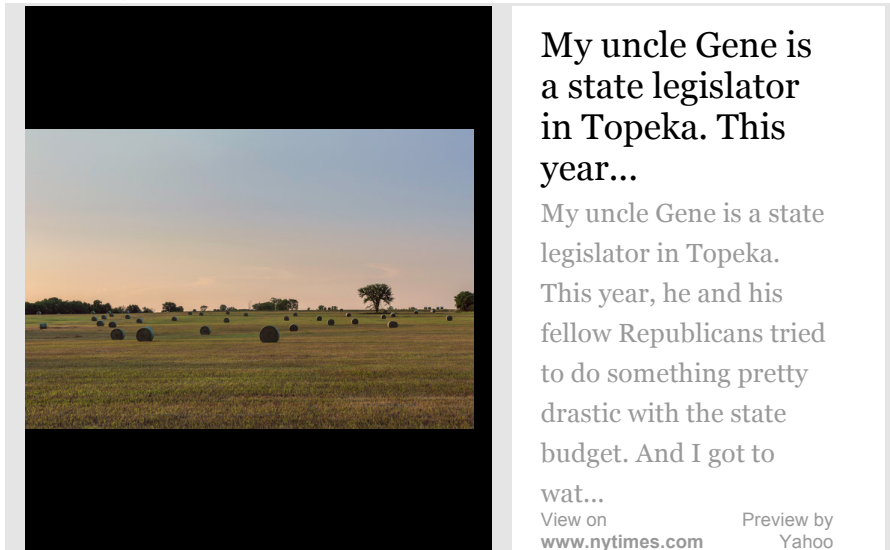 My uncle Gene is
a state legislator
in Topeka. This
year...
My uncle Gene is a state
legislator in Topeka.
This year, he and his
fellow Republicans tried
to do something pretty
drastic with the state
budget. And I got to
wat...
View on
www.nytimes.com
Preview by
Yahoo